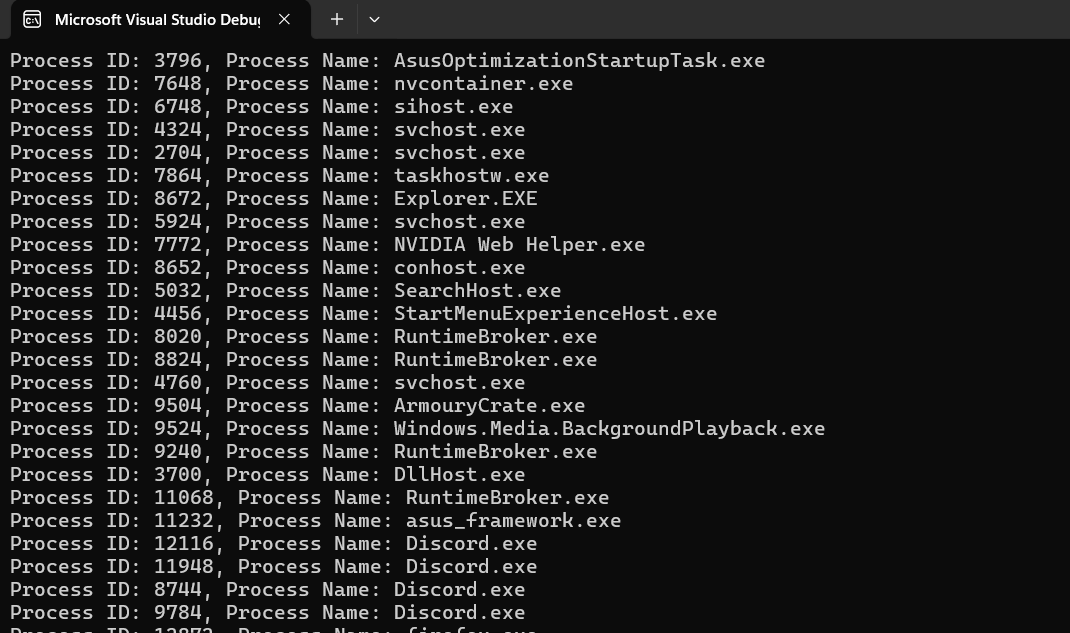 Microsoft Visual Studio Debug
Process ID: 3796, Process Name: AsusOptimizationStartupTask.exe
Process ID: 7648, Process Name: nvcontainer.exe
Process ID: 6748, Process Name: sihost.exe
Process ID: 4324, Process Name: svchost.exe
Process ID: 2704, Process Name: svchost.exe
Process ID: 7864, Process Name: taskhostw.exe
Process ID: 8672, Process Name: Explorer.EXE
Process ID: 5924, Process Name: svchost.exe
Process ID: 7772, Process Name: NVIDIA Web Helper.exe
Process ID: 8652, Process Name: conhost.exe
Process ID: 5032, Process Name: SearchHost.exe
Process ID: 4456, Process Name: StartMenuExperienceHost.exe
Process ID: 8020, Process Name: RuntimeBroker.exe
Process ID: 8824, Process Name: RuntimeBroker.exe
Process ID: 4760, Process Name: svchost.exe
Process ID: 9504, Process Name: ArmouryCrate.exe
Process ID: 9524, Process Name: Windows.Media.BackgroundPlayback.exe
Process ID: 9240, Process Name: RuntimeBroker.exe
Process ID: 3700, Process Name: DllHost.exe
Process ID: 11068, Process Name: RuntimeBroker.exe
Process ID: 11232, Process Name: asus_framework.exe
Process ID: 12116, Process Name: Discord.exe
Process ID: 11948, Process Name: Discord.exe
Process ID: 8744, Process Name: Discord.exe
Process ID: 9784, Process Name: Discord.exe
Process ID: Process Name: firefox.exe